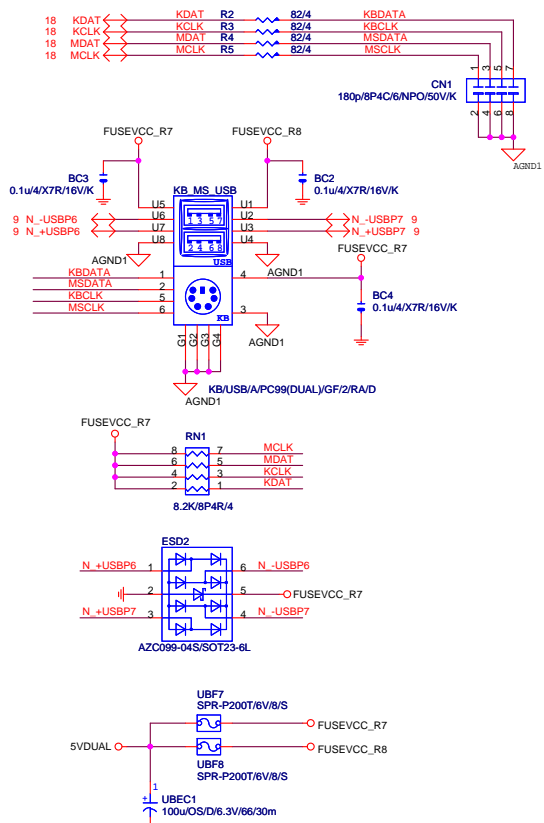 18 KDAT KDAT R2 82/4 KBDATA
18 KCLK KCLK R3 82/4 KBCLK
18 MDAT MDAT R4 82/4 MSDATA
18 MCLK MCLK R5 82/4 MSCLK
1 3 5 7
CN1
180p/8P4C/6/NPO/50V/K
2 4 6 8
AGND1
FUSEVCC_R7 FUSEVCC_R8
BC3
0.1u/4/X7R/16V/K
BC2
0.1u/4/X7R/16V/K
KB_MS_USB
U5 U1
9 N_-USBP6 U6 U2 N_-USBP7 9
9 N_+USBP6 U7 U3 N_+USBP7 9
U8 U4
1 3 5 7
2 4 6 8
USB
AGND1
AGND1
FUSEVCC_R7
KBDATA 1 4
MSDATA 2
KBCLK 5
MSCLK 6 3
KB
BC4
0.1u/4/X7R/16V/K
AGND1
G1 G2 G3 G4
AGND1
KB/USB/A/PC99(DUAL)/GF/2/RA/D
FUSEVCC_R7
RN1
8 7 MCLK
6 5 MDAT
4 3 KCLK
2 1 KDAT
8.2K/8P4R/4
ESD2
N_+USBP6 1 6 N_-USBP6
2 5 FUSEVCC_R7
N_+USBP7 3 4 N_-USBP7
AZC099-04S/SOT23-6L
UBF7
SPR-P200T/6V/8/S
FUSEVCC_R7
5VDUAL FUSEVCC_R8
UBF8
SPR-P200T/6V/8/S
1
+ UBEC1
100u/OS/D/6.3V/66/30m